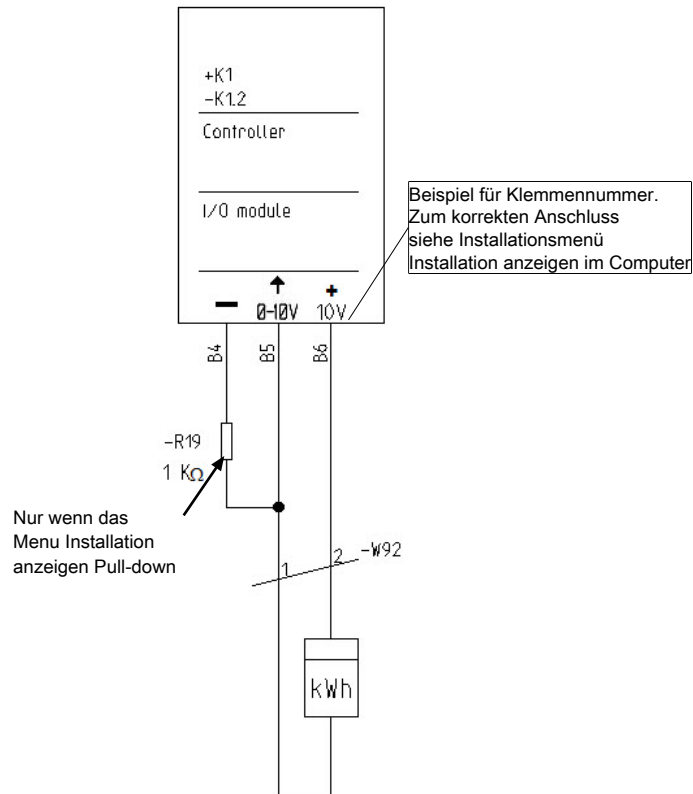 +K1
-K1.2
Controller
I/O module
Beispiel für Klemmennummer.
Zum korrekten Anschluss
siehe Installationsmenü
Installation anzeigen im Computer
0-10V
+
10V
B4
B5
B6
-R19
1 KΩ
Nur wenn das
Menu Installation
anzeigen Pull-down
1
2
-W92
kWh